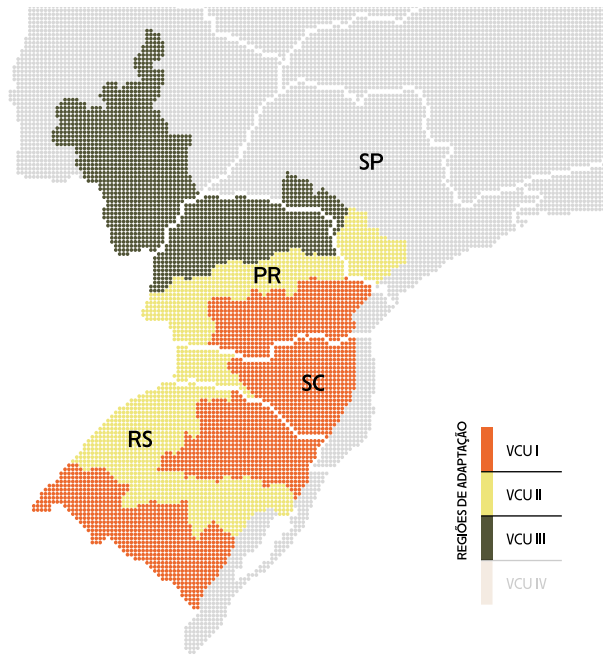 SP
PR
SC
RS
REGIÕES DE ADAPTAÇÃO
VCU I
VCU II
VCU III
VCU IV